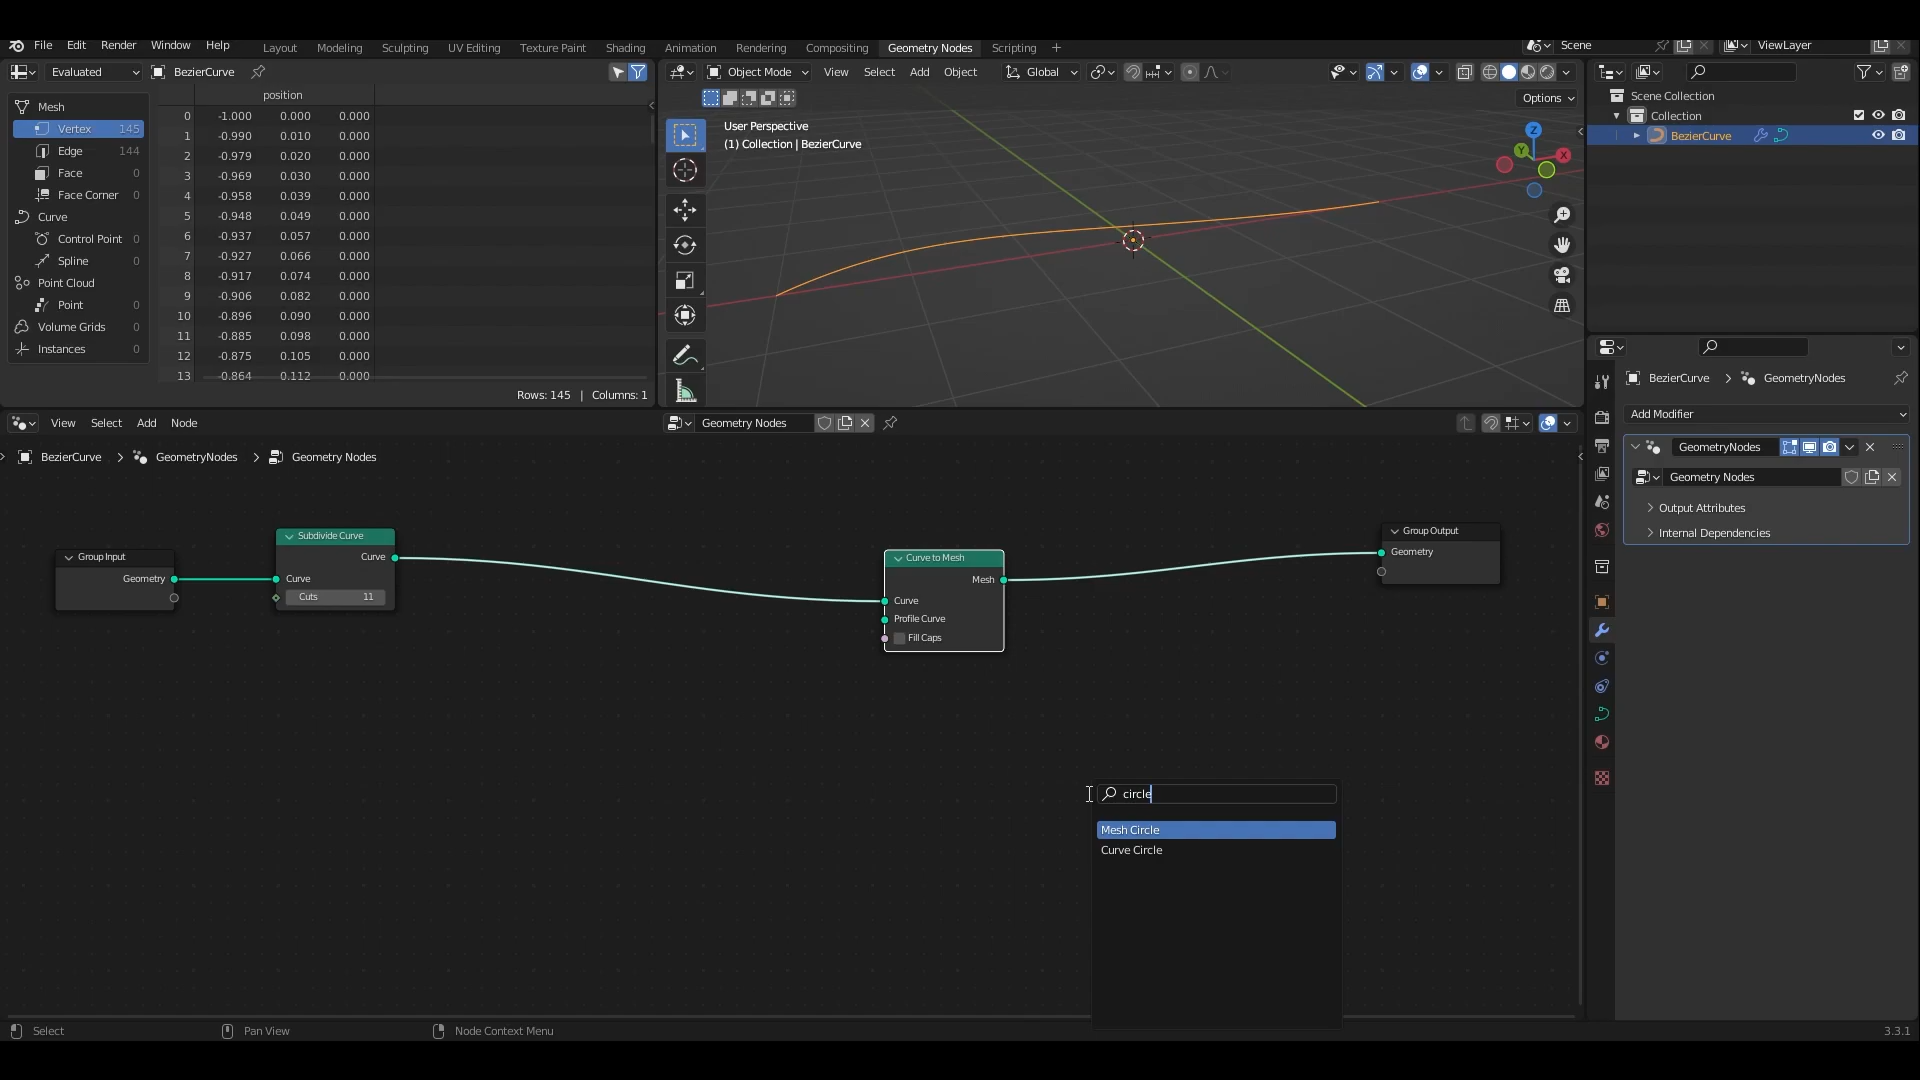 File Edit Render Window Help Layout Modeling Sculpting UV Editing Texture Paint Shading Animation Rendering Compositing Geometry Nodes Scripting + Scene ViewLayer
Evaluated BezierCurve
Object Mode View Select Add Object Global
position
Mesh
Vertex 145
Edge 144
Face 0
Face Corner 0
Curve
Control Point 0
Spline 0
Point Cloud
Point 0
Volume Grids 0
Instances 0
0 -1.000 0.000 0.000
1 -0.990 0.010 0.000
2 -0.979 0.020 0.000
3 -0.969 0.030 0.000
4 -0.958 0.039 0.000
5 -0.948 0.049 0.000
6 -0.937 0.057 0.000
7 -0.927 0.066 0.000
8 -0.917 0.074 0.000
9 -0.906 0.082 0.000
10 -0.896 0.090 0.000
11 -0.885 0.098 0.000
12 -0.875 0.105 0.000
13 -0.864 0.112 0.000
Rows: 145 | Columns: 1
Options
User Perspective
(1) Collection | BezierCurve
Z
Y
X
Scene Collection
Collection
BezierCurve
BezierCurve > GeometryNodes
Add Modifier
GeometryNodes
Geometry Nodes
Output Attributes
Internal Dependencies
View Select Add Node Geometry Nodes
BezierCurve > GeometryNodes > Geometry Nodes
Group Input
Geometry
Subdivide Curve
Curve
Curve
Cuts 11
Curve to Mesh
Mesh
Curve
Profile Curve
Fill Caps
Group Output
Geometry
circle
Mesh Circle
Curve Circle
Select Pan View Node Context Menu 3.3.1